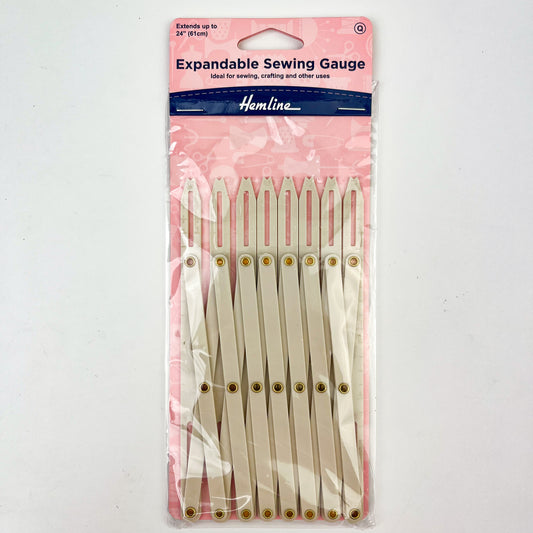 Extends up to
24" (61cm)
Q
Expandable Sewing Gauge
Ideal for sewing, crafting and other uses
Hemline